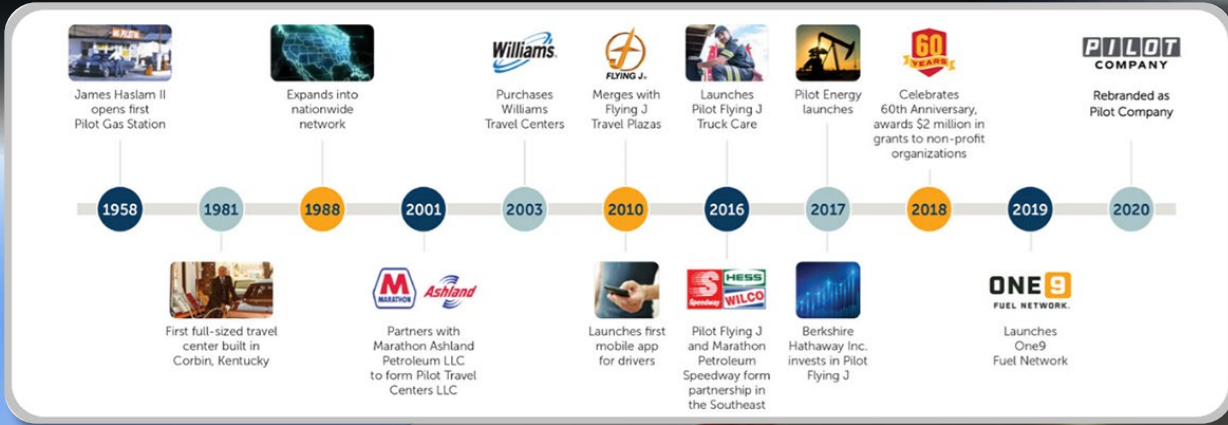 James Haslam II
opens first
Pilot Gas Station
Expands into
nationwide
network
Williams
Purchases
Williams
Travel Centers
FLYING J
Merges with
Flying J
Travel Plazas
Launches
Pilot Flying J
Truck Care
Pilot Energy
launches
60
YEARS
Celebrates
60th Anniversary,
awards $2 million in
grants to non-profit
organizations
PILOT
COMPANY
Rebranded as
Pilot Company
1958
1981
1988
2001
2003
2010
2016
2017
2018
2019
2020
First full-sized travel
center built in
Corbin, Kentucky
M
MARATHON
Ashland
Partners with
Marathon Ashland
Petroleum LLC
to form Pilot Travel
Centers LLC
Launches first
mobile app
for drivers
S
Speedway
HESS
WILCO
Pilot Flying J
and Marathon
Petroleum
Speedway form
partnership in
the Southeast
Berkshire
Hathaway Inc.
invests in Pilot
Flying J
ONE9
FUEL NETWORK.
Launches
One9
Fuel Network